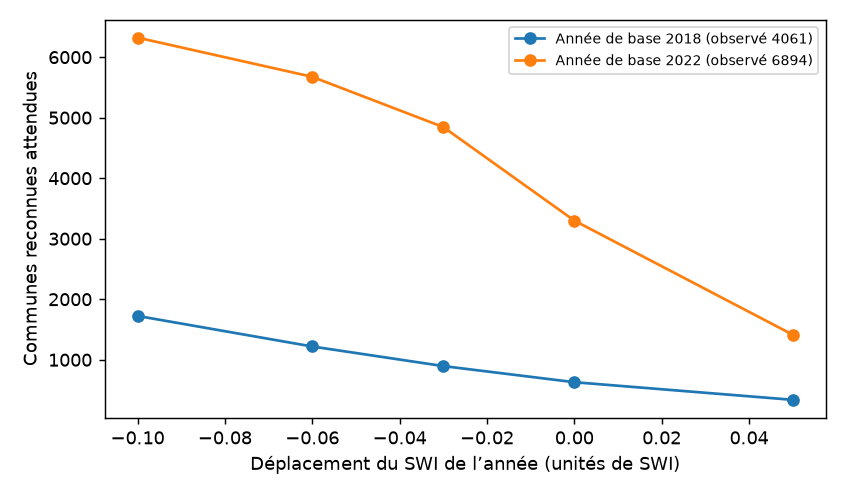 Année de base 2018 (observé 4061)
Année de base 2022 (observé 6894)
Communes reconnues attendues
6000
5000
4000
3000
2000
1000
−0.10 −0.08 −0.06 −0.04 −0.02 0.00 0.02 0.04
Déplacement du SWI de l’année (unités de SWI)